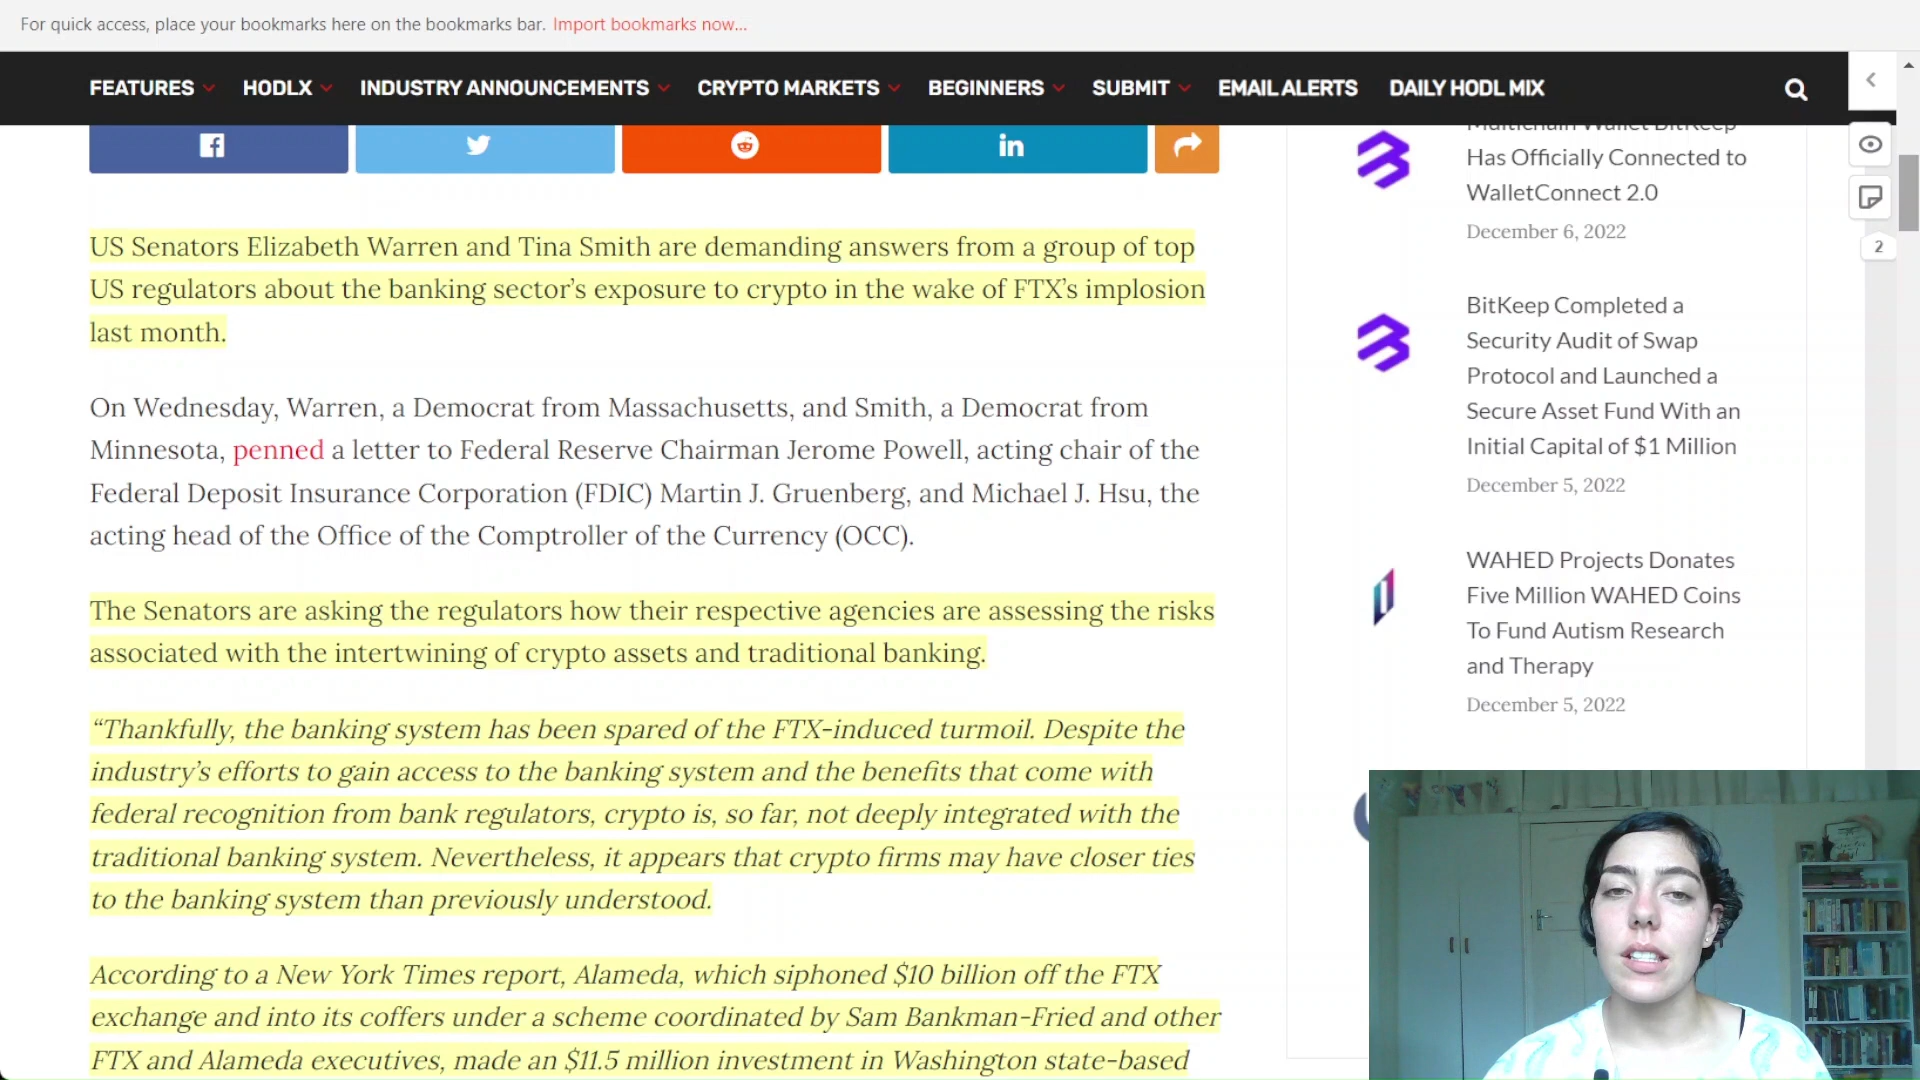 For quick access, place your bookmarks here on the bookmarks bar. Import bookmarks now...
FEATURES HODLX INDUSTRY ANNOUNCEMENTS CRYPTO MARKETS BEGINNERS SUBMIT EMAIL ALERTS DAILY HODL MIX
US Senators Elizabeth Warren and Tina Smith are demanding answers from a group of top
US regulators about the banking sector’s exposure to crypto in the wake of FTX’s implosion
last month.
On Wednesday, Warren, a Democrat from Massachusetts, and Smith, a Democrat from
Minnesota, penned a letter to Federal Reserve Chairman Jerome Powell, acting chair of the
Federal Deposit Insurance Corporation (FDIC) Martin J. Gruenberg, and Michael J. Hsu, the
acting head of the Office of the Comptroller of the Currency (OCC).
The Senators are asking the regulators how their respective agencies are assessing the risks
associated with the intertwining of crypto assets and traditional banking.
“Thankfully, the banking system has been spared of the FTX-induced turmoil. Despite the
industry’s efforts to gain access to the banking system and the benefits that come with
federal recognition from bank regulators, crypto is, so far, not deeply integrated with the
traditional banking system. Nevertheless, it appears that crypto firms may have closer ties
to the banking system than previously understood.
According to a New York Times report, Alameda, which siphoned $10 billion off the FTX
exchange and into its coffers under a scheme coordinated by Sam Bankman-Fried and other
FTX and Alameda executives, made an $11.5 million investment in Washington state-based
Multichain Wallet BitKeep
Has Officially Connected to
WalletConnect 2.0
December 6, 2022
BitKeep Completed a
Security Audit of Swap
Protocol and Launched a
Secure Asset Fund With an
Initial Capital of $1 Million
December 5, 2022
WAHED Projects Donates
Five Million WAHED Coins
To Fund Autism Research
and Therapy
December 5, 2022
2